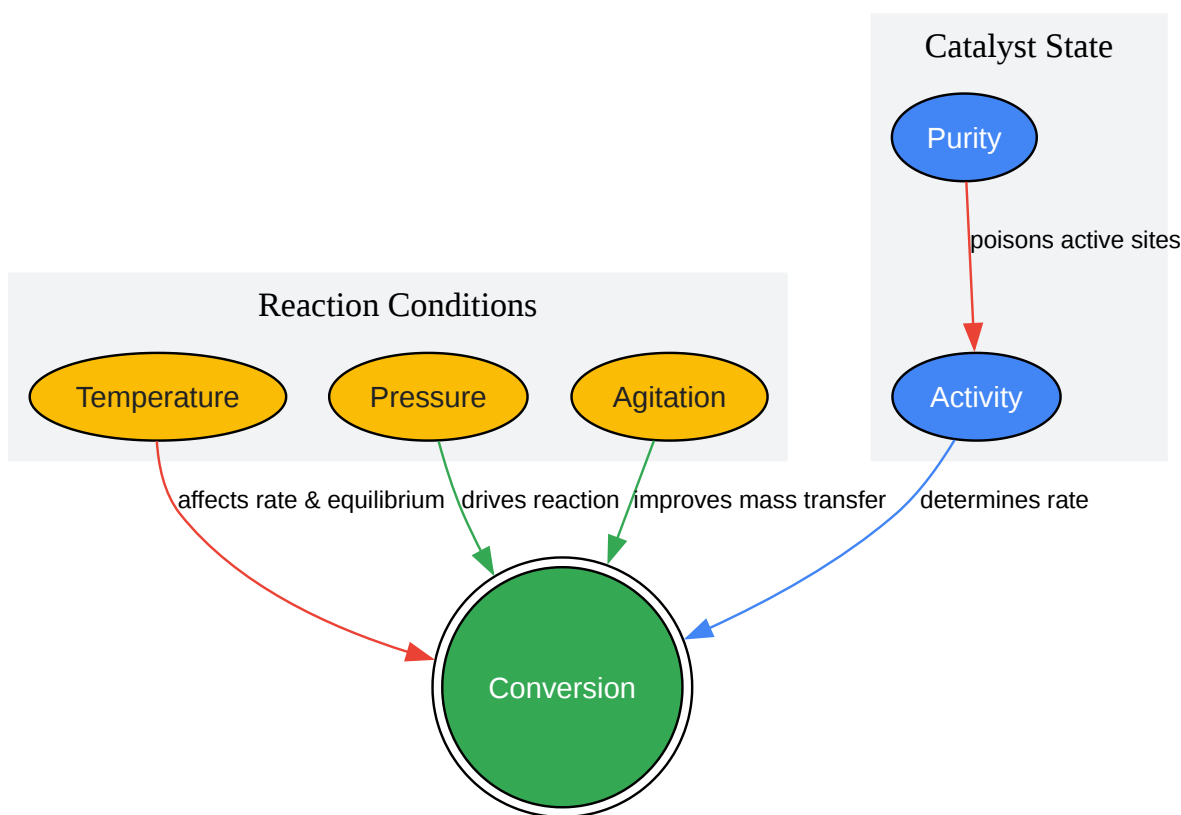 Catalyst State
Purity
poisons active sites
Reaction Conditions
Temperature
Pressure
Agitation
Activity
affects rate & equilibrium
drives reaction
improves mass transfer
determines rate
Conversion